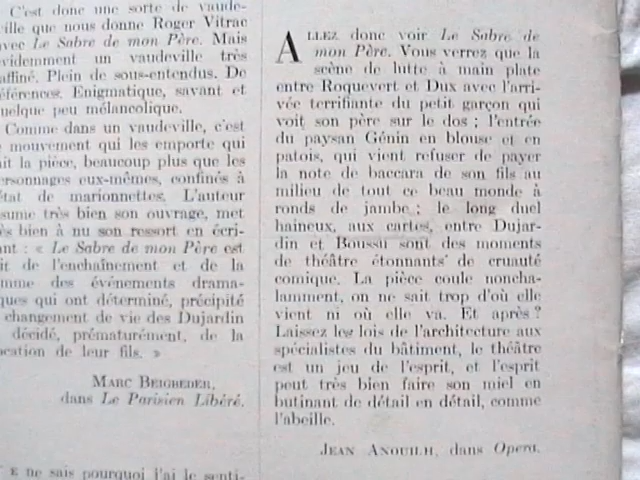 C'est donc une sorte de vaude-
ville que nous donne Roger Vitrac
avec Le Sabre de mon Père. Mais
évidemment un vaudeville très
affiné. Plein de sous-entendus. De
références. Enigmatique, savant et
quelque peu mélancolique.
Comme dans un vaudeville, c'est
mouvement qui les emporte qui
ait la pièce, beaucoup plus que les
ersonnages eux-mêmes, confinés à
état de marionnettes. L'auteur
sume très bien son ouvrage, met
ès bien à nu son ressort en écri-
ant : « Le Sabre de mon Père est
it de l'enchaînement et de la
mme des événements drama-
ques qui ont déterminé, précipité
changement de vie des Dujardin
décidé, prématurément, de la
ocation de leur fils. »
MARC BEIGBEDER,
dans Le Parisien Libéré.
E ne sais pourquoi j'ai le senti-
ALLEZ donc voir Le Sabre de
mon Père. Vous verrez que la
scène de lutte à main plate
entre Roquevert et Dux avec l'arri-
vée terrifiante du petit garçon qui
voit son père sur le dos ; l'entrée
du paysan Génin en blouse et en
patois, qui vient refuser de payer
la note de baccara de son fils au
milieu de tout ce beau monde à
ronds de jambe ; le long duel
haineux, aux cartes, entre Dujar-
din et Boussu sont des moments
de théâtre étonnants de cruauté
comique. La pièce coule noncha-
lamment, on ne sait trop d'où elle
vient ni où elle va. Et après ?
Laissez les lois de l'architecture aux
spécialistes du bâtiment, le théâtre
est un jeu de l'esprit, et l'esprit
peut très bien faire son miel en
butinant de détail en détail, comme
l'abeille.
JEAN ANOUILH, dans Opera.